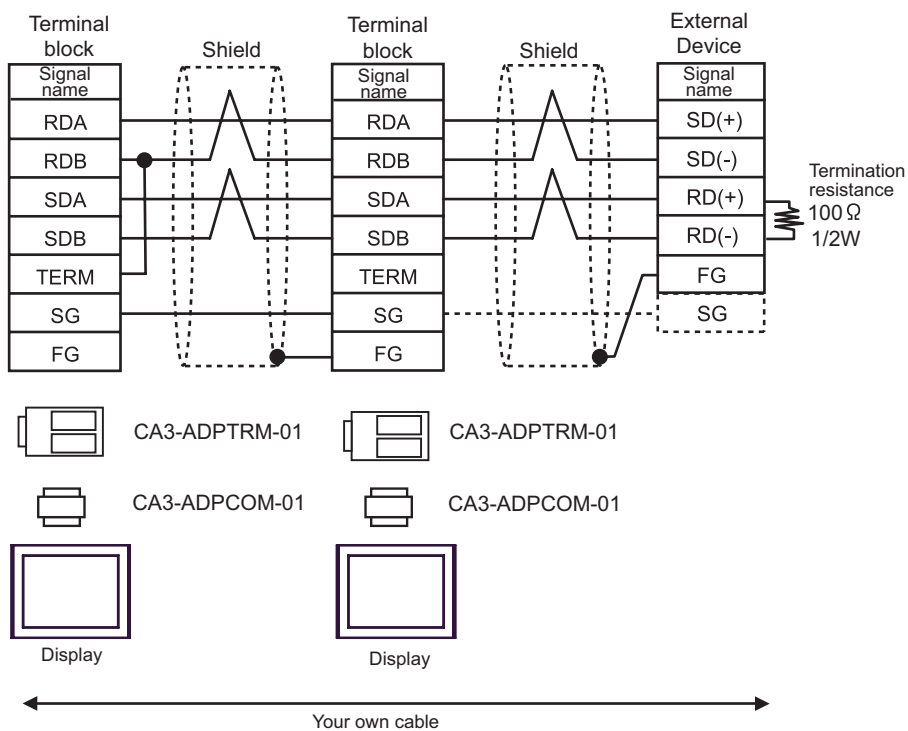 Terminal
block
Signal
name
RDA
RDB
SDA
SDB
TERM
SG
FG
Shield
Terminal
block
Signal
name
RDA
RDB
SDA
SDB
TERM
SG
FG
Shield
External
Device
Signal
name
SD(+)
SD(-)
RD(+)
RD(-)
FG
SG
Termination
resistance
100 Ω
1/2W
CA3-ADPTRM-01
CA3-ADPTRM-01
CA3-ADPCOM-01
CA3-ADPCOM-01
Display
Display
Your own cable